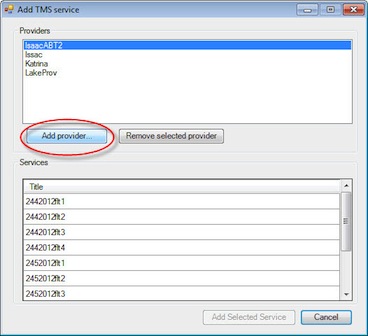 Add TMS service
Providers
IsaacABT2
Issac
Katrina
LakeProv
Add provider... Remove selected provider
Services
Title
2442012flt1
2442012flt2
2442012flt3
2442012flt4
2452012flt1
2452012flt2
2452012flt3
Add Selected Service Cancel